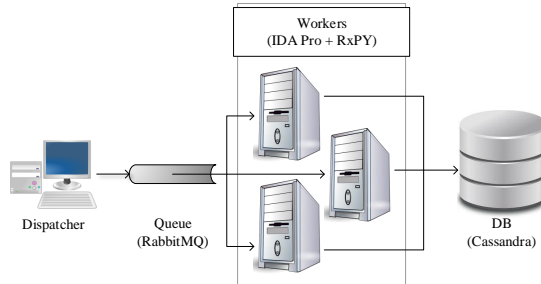 Workers
(IDA Pro + RxPY)
Dispatcher
Queue
(RabbitMQ)
DB
(Cassandra)